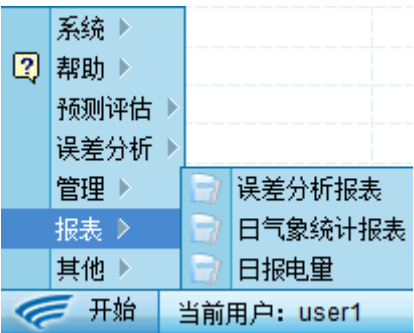 系统
帮助
预测评估
误差分析
管理
误差分析报表
报表
日气象统计报表
其他
日报电量
开始
当前用户：user1